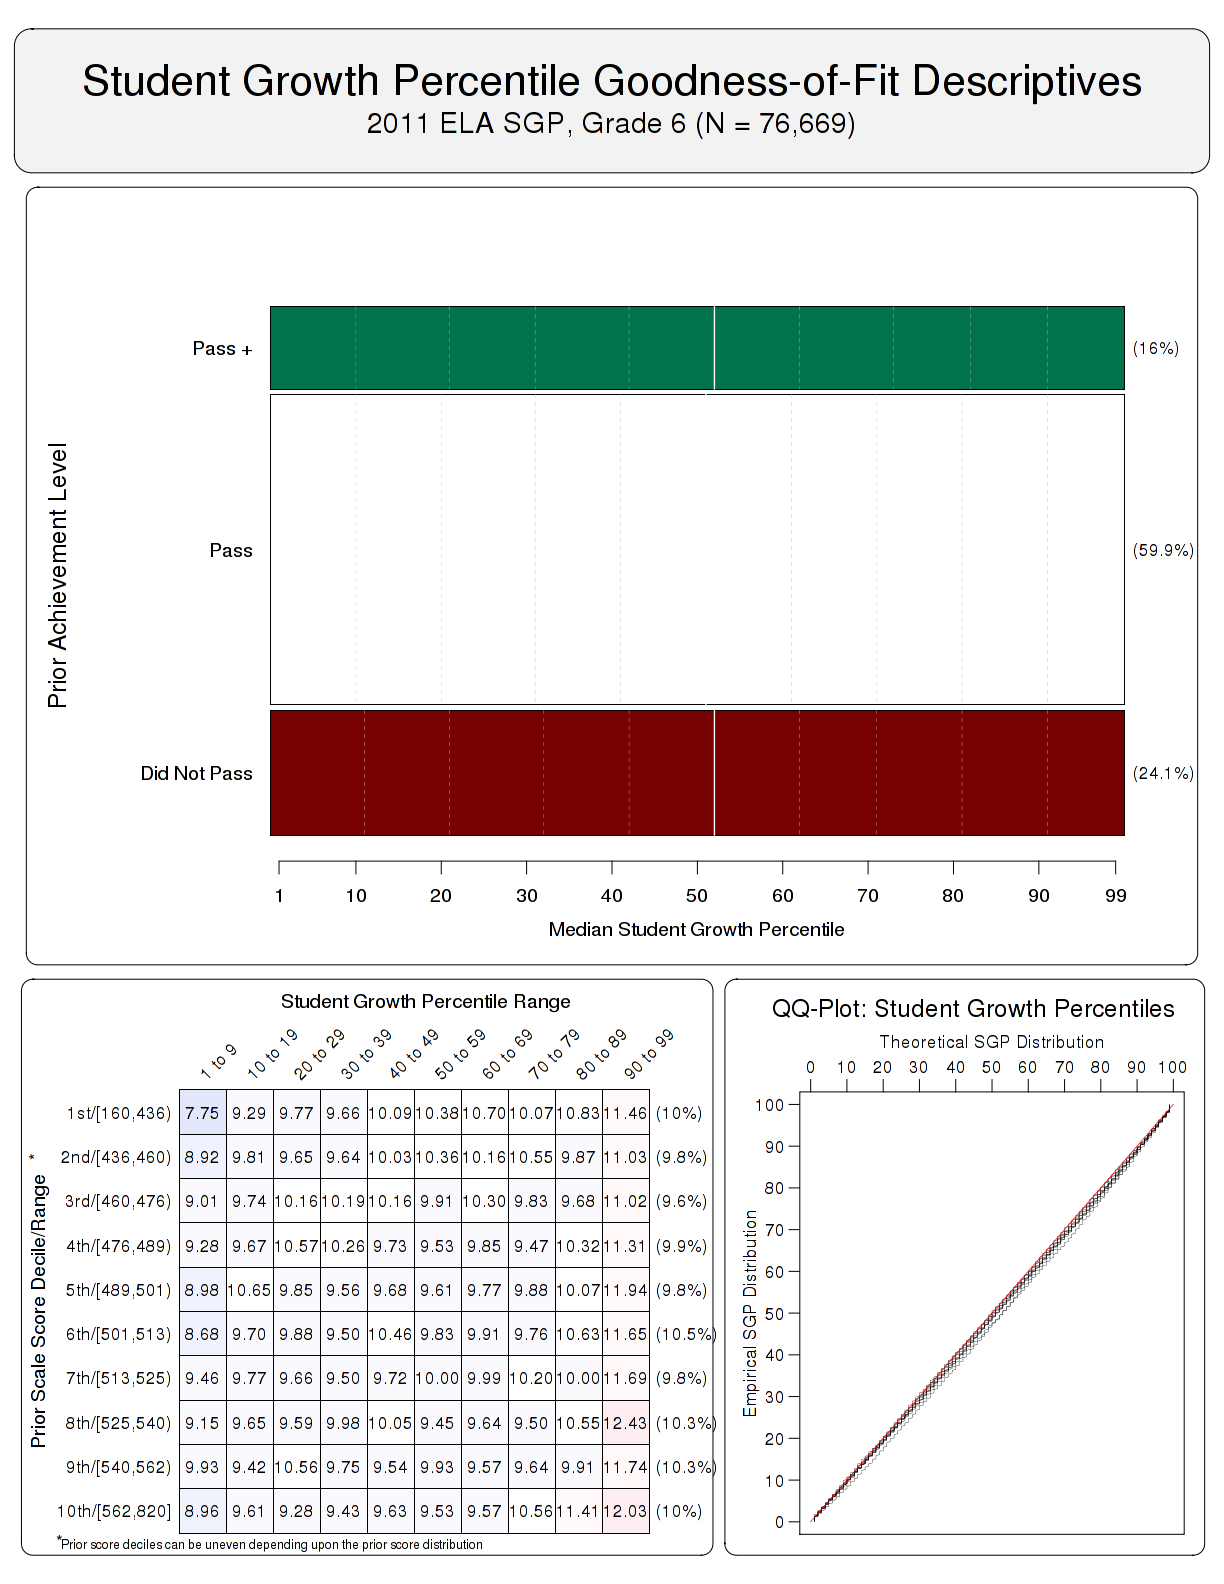 Student Growth Percentile Goodness-of-Fit Descriptives
2011 ELA SGP, Grade 6 (N = 76,669)
Prior Achievement Level
Pass + (16%)
Pass (59.9%)
Did Not Pass (24.1%)
1 10 20 30 40 50 60 70 80 90 99
Median Student Growth Percentile
Student Growth Percentile Range
1 to 9 10 to 19 20 to 29 30 to 39 40 to 49 50 to 59 60 to 69 70 to 79 80 to 89 90 to 99
Prior Scale Score Decile/Range *
1st/[160,436) 7.75 9.29 9.77 9.66 10.09 10.38 10.70 10.07 10.83 11.46 (10%)
2nd/[436,460) 8.92 9.81 9.65 9.64 10.03 10.36 10.16 10.55 9.87 11.03 (9.8%)
3rd/[460,476) 9.01 9.74 10.16 10.19 10.16 9.91 10.30 9.83 9.68 11.02 (9.6%)
4th/[476,489) 9.28 9.67 10.57 10.26 9.73 9.53 9.85 9.47 10.32 11.31 (9.9%)
5th/[489,501) 8.98 10.65 9.85 9.56 9.68 9.61 9.77 9.88 10.07 11.94 (9.8%)
6th/[501,513) 8.68 9.70 9.88 9.50 10.46 9.83 9.91 9.76 10.63 11.65 (10.5%)
7th/[513,525) 9.46 9.77 9.66 9.50 9.72 10.00 9.99 10.20 10.00 11.69 (9.8%)
8th/[525,540) 9.15 9.65 9.59 9.98 10.05 9.45 9.64 9.50 10.55 12.43 (10.3%)
9th/[540,562) 9.93 9.42 10.56 9.75 9.54 9.93 9.57 9.64 9.91 11.74 (10.3%)
10th/[562,820] 8.96 9.61 9.28 9.43 9.63 9.53 9.57 10.56 11.41 12.03 (10%)
*Prior score deciles can be uneven depending upon the prior score distribution
QQ-Plot: Student Growth Percentiles
Theoretical SGP Distribution
0 10 20 30 40 50 60 70 80 90 100
Empirical SGP Distribution
100
90
80
70
60
50
40
30
20
10
0